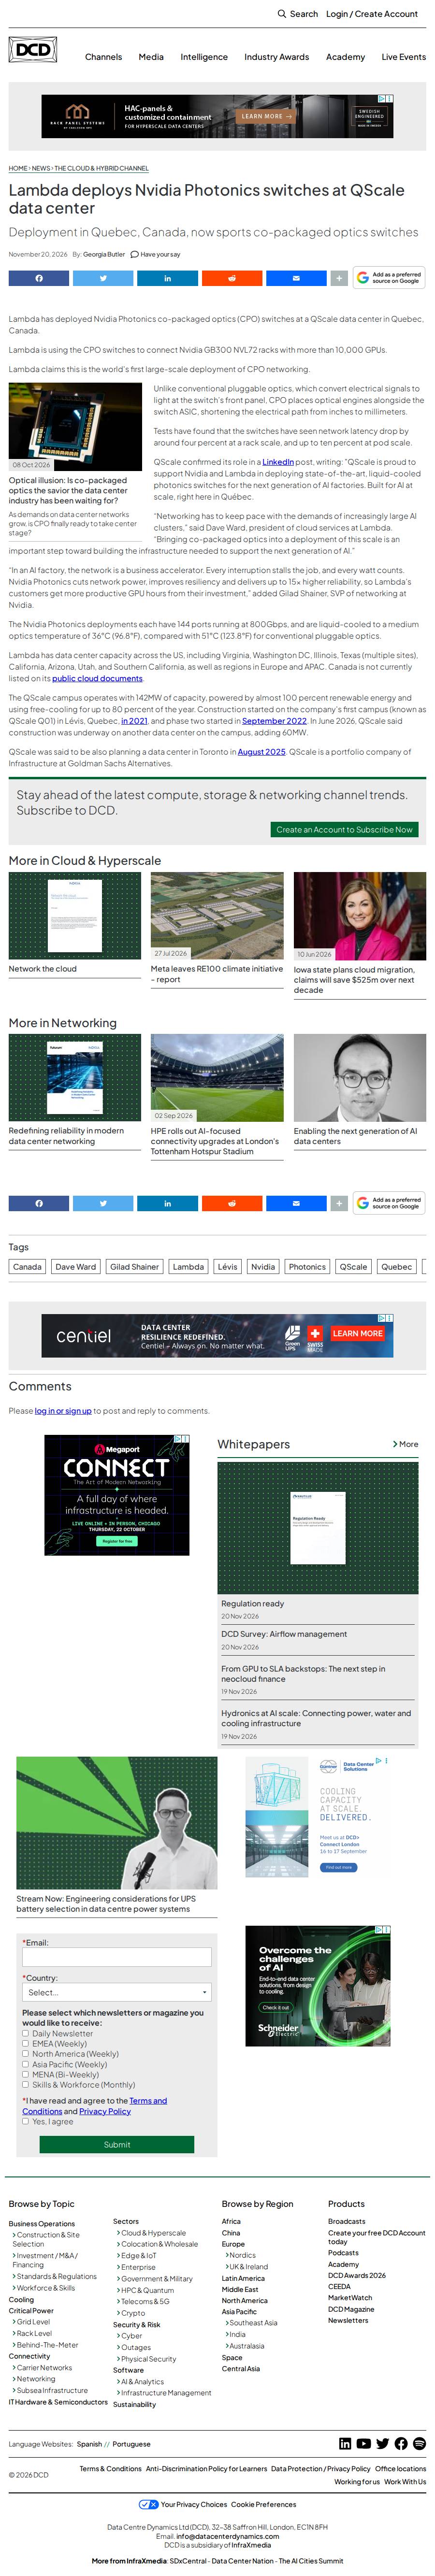 Search
Login / Create Account
DCD
Channels
Media
Intelligence
Industry Awards
Academy
Live Events
RACK PANEL SYSTEMS
HAC-panels &
customized containment
FOR HYPERSCALE DATA CENTERS
LEARN MORE →
SWEDISH
ENGINEERED
HOME > NEWS > THE CLOUD & HYBRID CHANNEL
Lambda deploys Nvidia Photonics switches at QScale
data center
Deployment in Quebec, Canada, now sports co-packaged optics switches
November 20, 2026 By: Georgia Butler Have your say
Add as a preferred
source on Google
Lambda has deployed Nvidia Photonics co-packaged optics (CPO) switches at a QScale data center in Quebec,
Canada.
Lambda is using the CPO switches to connect Nvidia GB300 NVL72 racks with more than 10,000 GPUs.
Lambda claims this is the world's first large-scale deployment of CPO networking.
08 Oct 2026
Optical illusion: Is co-packaged
optics the savior the data center
industry has been waiting for?
As demands on data center networks
grow, is CPO finally ready to take center
stage?
Unlike conventional pluggable optics, which convert electrical signals to
light at the switch's front panel, CPO places optical engines alongside the
switch ASIC, shortening the electrical path from inches to millimeters.
Tests found that the switches have seen network latency drop by
around four percent across a rack scale, and up to ten percent at pod scale.
QScale confirmed its role in a LinkedIn post, writing: "QScale is proud to
support Lambda in deploying state-of-the-art, liquid-cooled
photonics switches for the next generation of AI factories. Built for AI at
scale, right here in Québec.
"Networking has to keep pace with the demands of increasingly large AI
clusters," said Dave Ward, president of cloud services at Lambda.
"Bringing co-packaged optics into a deployment of this scale is an
important step toward building the infrastructure needed to support the next generation of AI."
"In an AI factory, the network is a business accelerator. Every inefficiency stalls the job, and every watt counts.
Nvidia Photonics cuts network power, improves resiliency and delivers up to 15× higher reliability, so Lambda's
customers get more productive GPU hours from their investment," added Gilad Shainer, SVP of networking at
Nvidia.
The Nvidia Photonics deployments each have 144 ports running at 800Gbps, and are liquid-cooled to a medium
optics temperature of 36°C (96.8°F), compared with 51°C (123.8°F) for conventional pluggable optics.
Lambda has data center capacity across the US, including Virginia, Washington DC, Illinois, Texas (multiple sites),
California, Arizona, Utah, and Southern California, as well as regions in Europe and APAC. Canada is not currently
listed on its public cloud documents.
The QScale campus operates with 142MW of capacity, powered by almost 100 percent renewable energy and
using free-cooling for up to 80 percent of the year. Construction started on the company's first campus (known as
QScale Q01) in Lévis, Quebec, in 2021, and phase two started in September 2022. In June 2026, QScale said
construction was underway on another data center on the campus, adding 60MW.
QScale was said to be also planning a data center in Toronto in August 2025. QScale is a portfolio company of
Infrastructure at Goldman Sachs Alternatives.
Stay ahead of the latest compute, storage & networking channel trends.
Subscribe to DCD.
Create an Account to Subscribe Now
More in Cloud & Hyperscale
Network the cloud
27 Jul 2026
Meta leaves RE100 climate initiative
- report
10 Jun 2026
Iowa state plans cloud migration,
claims will save $525m over next
decade
More in Networking
Redefining reliability in modern
data center networking
02 Sep 2026
HPE rolls out AI-focused
connectivity upgrades at London's
Tottenham Hotspur Stadium
Enabling the next generation of AI
data centers
Add as a preferred
source on Google
Tags
Canada
Dave Ward
Gilad Shainer
Lambda
Lévis
Nvidia
Photonics
QScale
Quebec
centiel
DATA CENTER
RESILIENCE REDEFINED.
Centiel – Always on. No matter what.
Green
UPS
SWISS
MADE
LEARN MORE
Comments
Please log in or sign up to post and reply to comments.
Megaport
CONNECT
The Art of Network Modernization
A full day of where
infrastructure is headed
LIVE ONLINE + IN PERSON, CHICAGO
THURSDAY, 22 OCTOBER
Register for free
Whitepapers
More
Regulation Ready
Regulation ready
20 Nov 2026
DCD Survey: Airflow management
20 Nov 2026
From GPU to SLA backstops: The next step in
neocloud finance
19 Nov 2026
Hydronics at AI scale: Connecting power, water and
cooling infrastructure
19 Nov 2026
Stream Now: Engineering considerations for UPS
battery selection in data centre power systems
Data Center
Solutions
COOLING
CAPACITY
AT SCALE.
DELIVERED.
Meet us at DCD>
Connect London
16 to 17 September
Find out more
*Email:
*Country:
Select...
Please select which newsletters or magazine you
would like to receive:
Daily Newsletter
EMEA (Weekly)
North America (Weekly)
Asia Pacific (Weekly)
MENA (Bi-Weekly)
Skills & Workforce (Monthly)
*I have read and agree to the Terms and
Conditions and Privacy Policy
Yes, I agree
Submit
Overcome the
challenges
of AI
End-to-end data center
solutions, from design
to chip to chiller.
Check it out
Schneider
Electric
Browse by Topic
Business Operations
Construction & Site
Selection
Investment / M&A /
Financing
Standards & Regulations
Workforce & Skills
Cooling
Critical Power
Grid Level
Rack Level
Behind-The-Meter
Connectivity
Carrier Networks
Networking
Subsea Infrastructure
IT Hardware & Semiconductors
Sectors
Cloud & Hyperscale
Colocation & Wholesale
Edge & IoT
Enterprise
Government & Military
HPC & Quantum
Telecoms & 5G
Crypto
Security & Risk
Cyber
Outages
Physical Security
Software
AI & Analytics
Infrastructure Management
Sustainability
Browse by Region
Africa
China
Europe
Nordics
UK & Ireland
Latin America
Middle East
North America
Asia Pacific
Southeast Asia
India
Australasia
Space
Central Asia
Products
Broadcasts
Create your free DCD Account
today
Podcasts
Academy
DCD Awards 2026
CEEDA
MarketWatch
DCD Magazine
Newsletters
Language Websites: Spanish // Portuguese
© 2026 DCD
Terms & Conditions Anti-Discrimination Policy for Learners Data Protection / Privacy Policy Office locations
Working for us Work With Us
Your Privacy Choices Cookie Preferences
Data Centre Dynamics Ltd (DCD), 32-38 Saffron Hill, London, EC1N 8FH
Email. info@datacenterdynamics.com
DCD is a subsidiary of InfraXmedia
More from InfraXmedia: SDxCentral - Data Center Nation - The AI Cities Summit